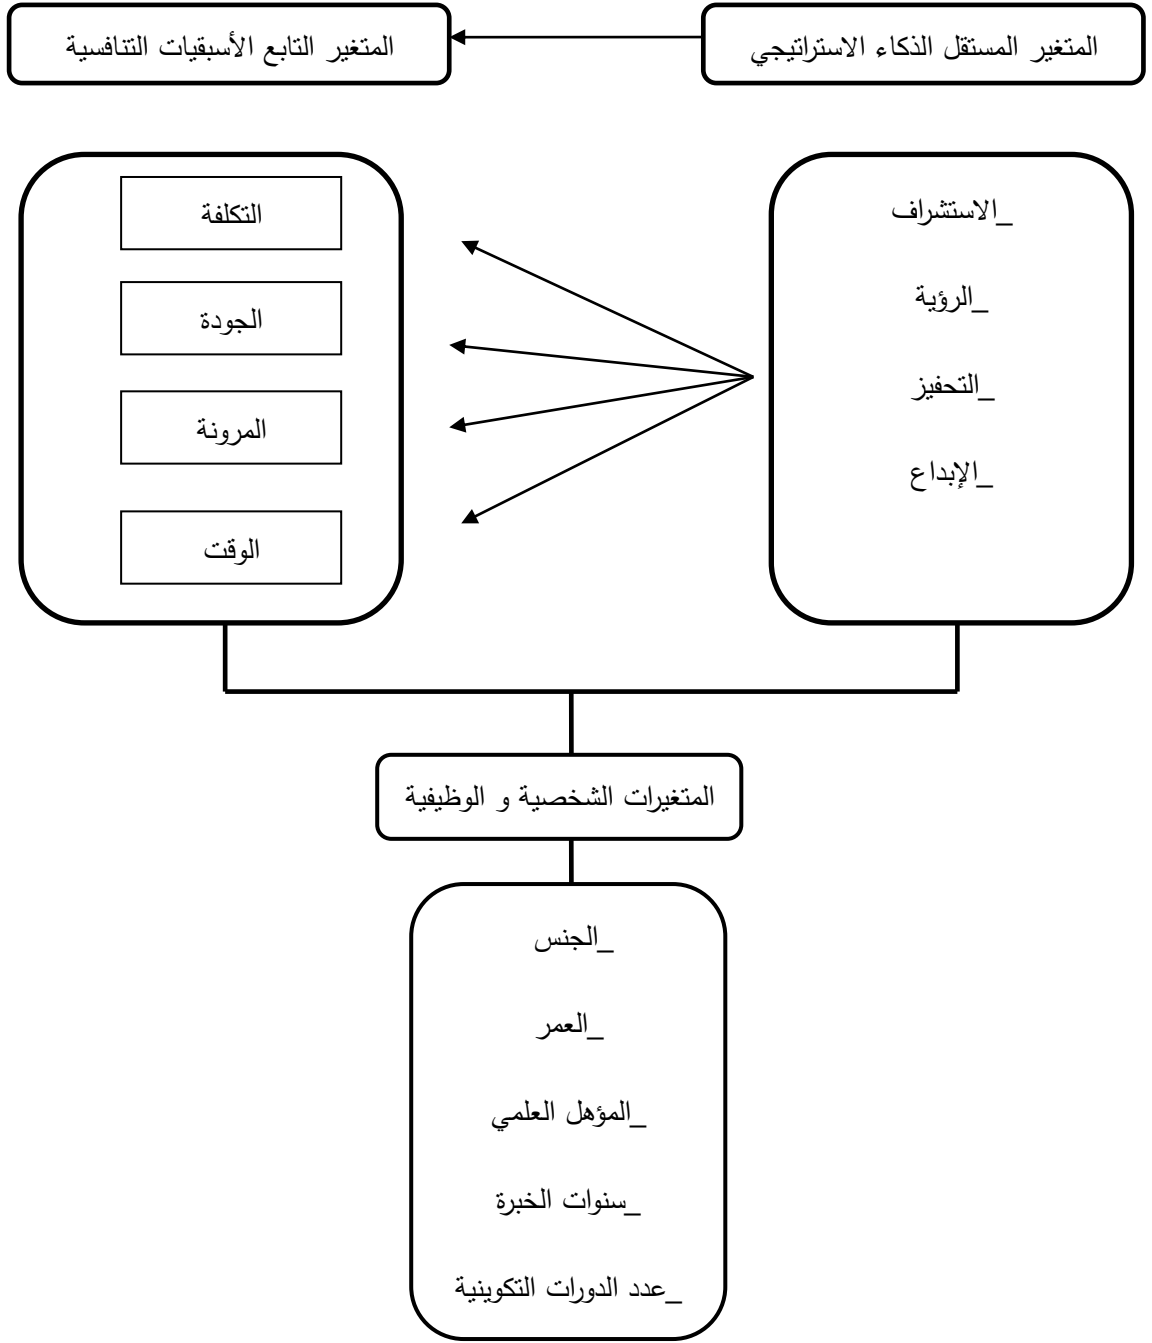 المتغير المستقل الذكاء الاستراتيجي
المتغير التابع الأسبقيات التنافسية
_الاستشراف
_الرؤية
_التحفيز
_الإبداع
التكلفة
الجودة
المرونة
الوقت
المتغيرات الشخصية و الوظيفية
_الجنس
_العمر
_المؤهل العلمي
_سنوات الخبرة
_عدد الدورات التكوينية